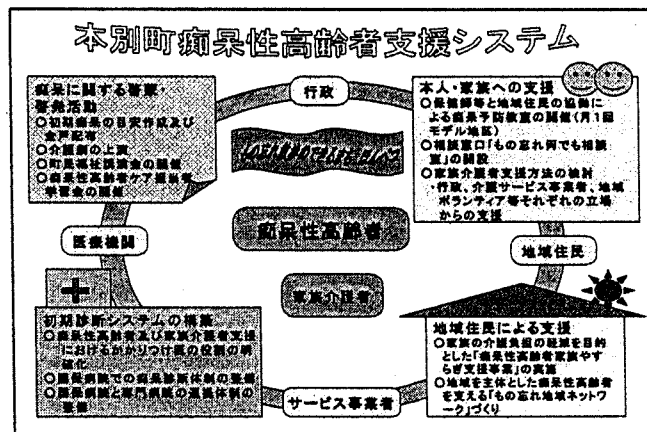 本別町痴呆性高齢者支援システム
痴呆に関する啓蒙・
啓発活動
○初期痴呆の目安作成及び
全戸配布
○介護劇の上演
○町民福祉講演会の開催
○痴呆性高齢者ケア担当者
学習会の開催
行政
本人・家族への支援
○保健師等と地域住民の協働に
よる痴呆予防教室の開催(月1回
モデル地区)
○相談窓口「もの忘れ何でも相談
室」の開設
○家族介護者支援方法の検討
・行政、介護サービス事業者、地域
ボランティア等それぞれの立場
からの支援
痴呆性高齢者
医療機関
地域住民
家族介護者
初期診断システムの構築
○痴呆性高齢者及び家族介護者支援
におけるかかりつけ医の役割の明
確化
○国保病院での痴呆診断体制の整備
○国保病院と専門病院の連携体制の
整備
サービス事業者
地域住民による支援
○家族の介護負担の軽減を目的
とした「痴呆性高齢者家族やす
らぎ支援事業」の実施
○地域を主体とした痴呆性高齢者
を支える「もの忘れ地域ネットワ
ーク」づくり